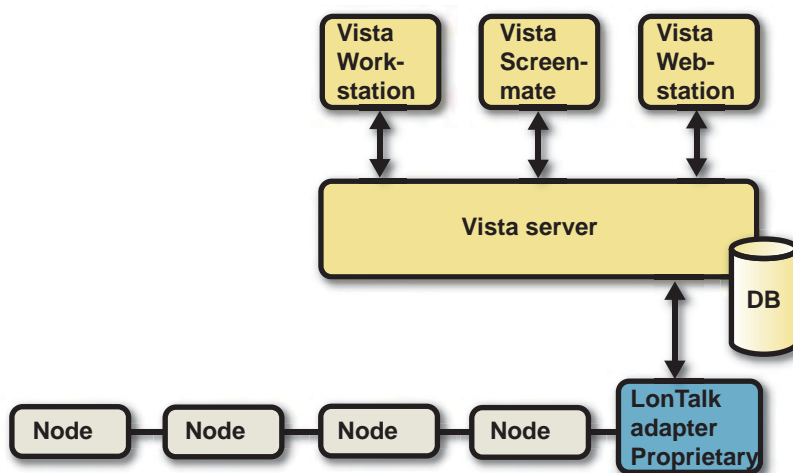 Vista
Work-
station
Vista
Screen-
mate
Vista
Web-
station
Vista server
DB
Node
Node
Node
Node
LonTalk
adapter
Proprietary